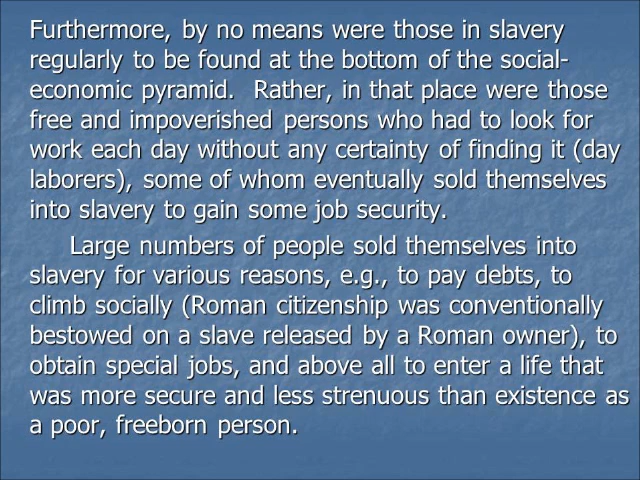 Furthermore, by no means were those in slavery
regularly to be found at the bottom of the social-
economic pyramid.  Rather, in that place were those
free and impoverished persons who had to look for
work each day without any certainty of finding it (day
laborers), some of whom eventually sold themselves
into slavery to gain some job security.
Large numbers of people sold themselves into
slavery for various reasons, e.g., to pay debts, to
climb socially (Roman citizenship was conventionally
bestowed on a slave released by a Roman owner), to
obtain special jobs, and above all to enter a life that
was more secure and less strenuous than existence as
a poor, freeborn person.